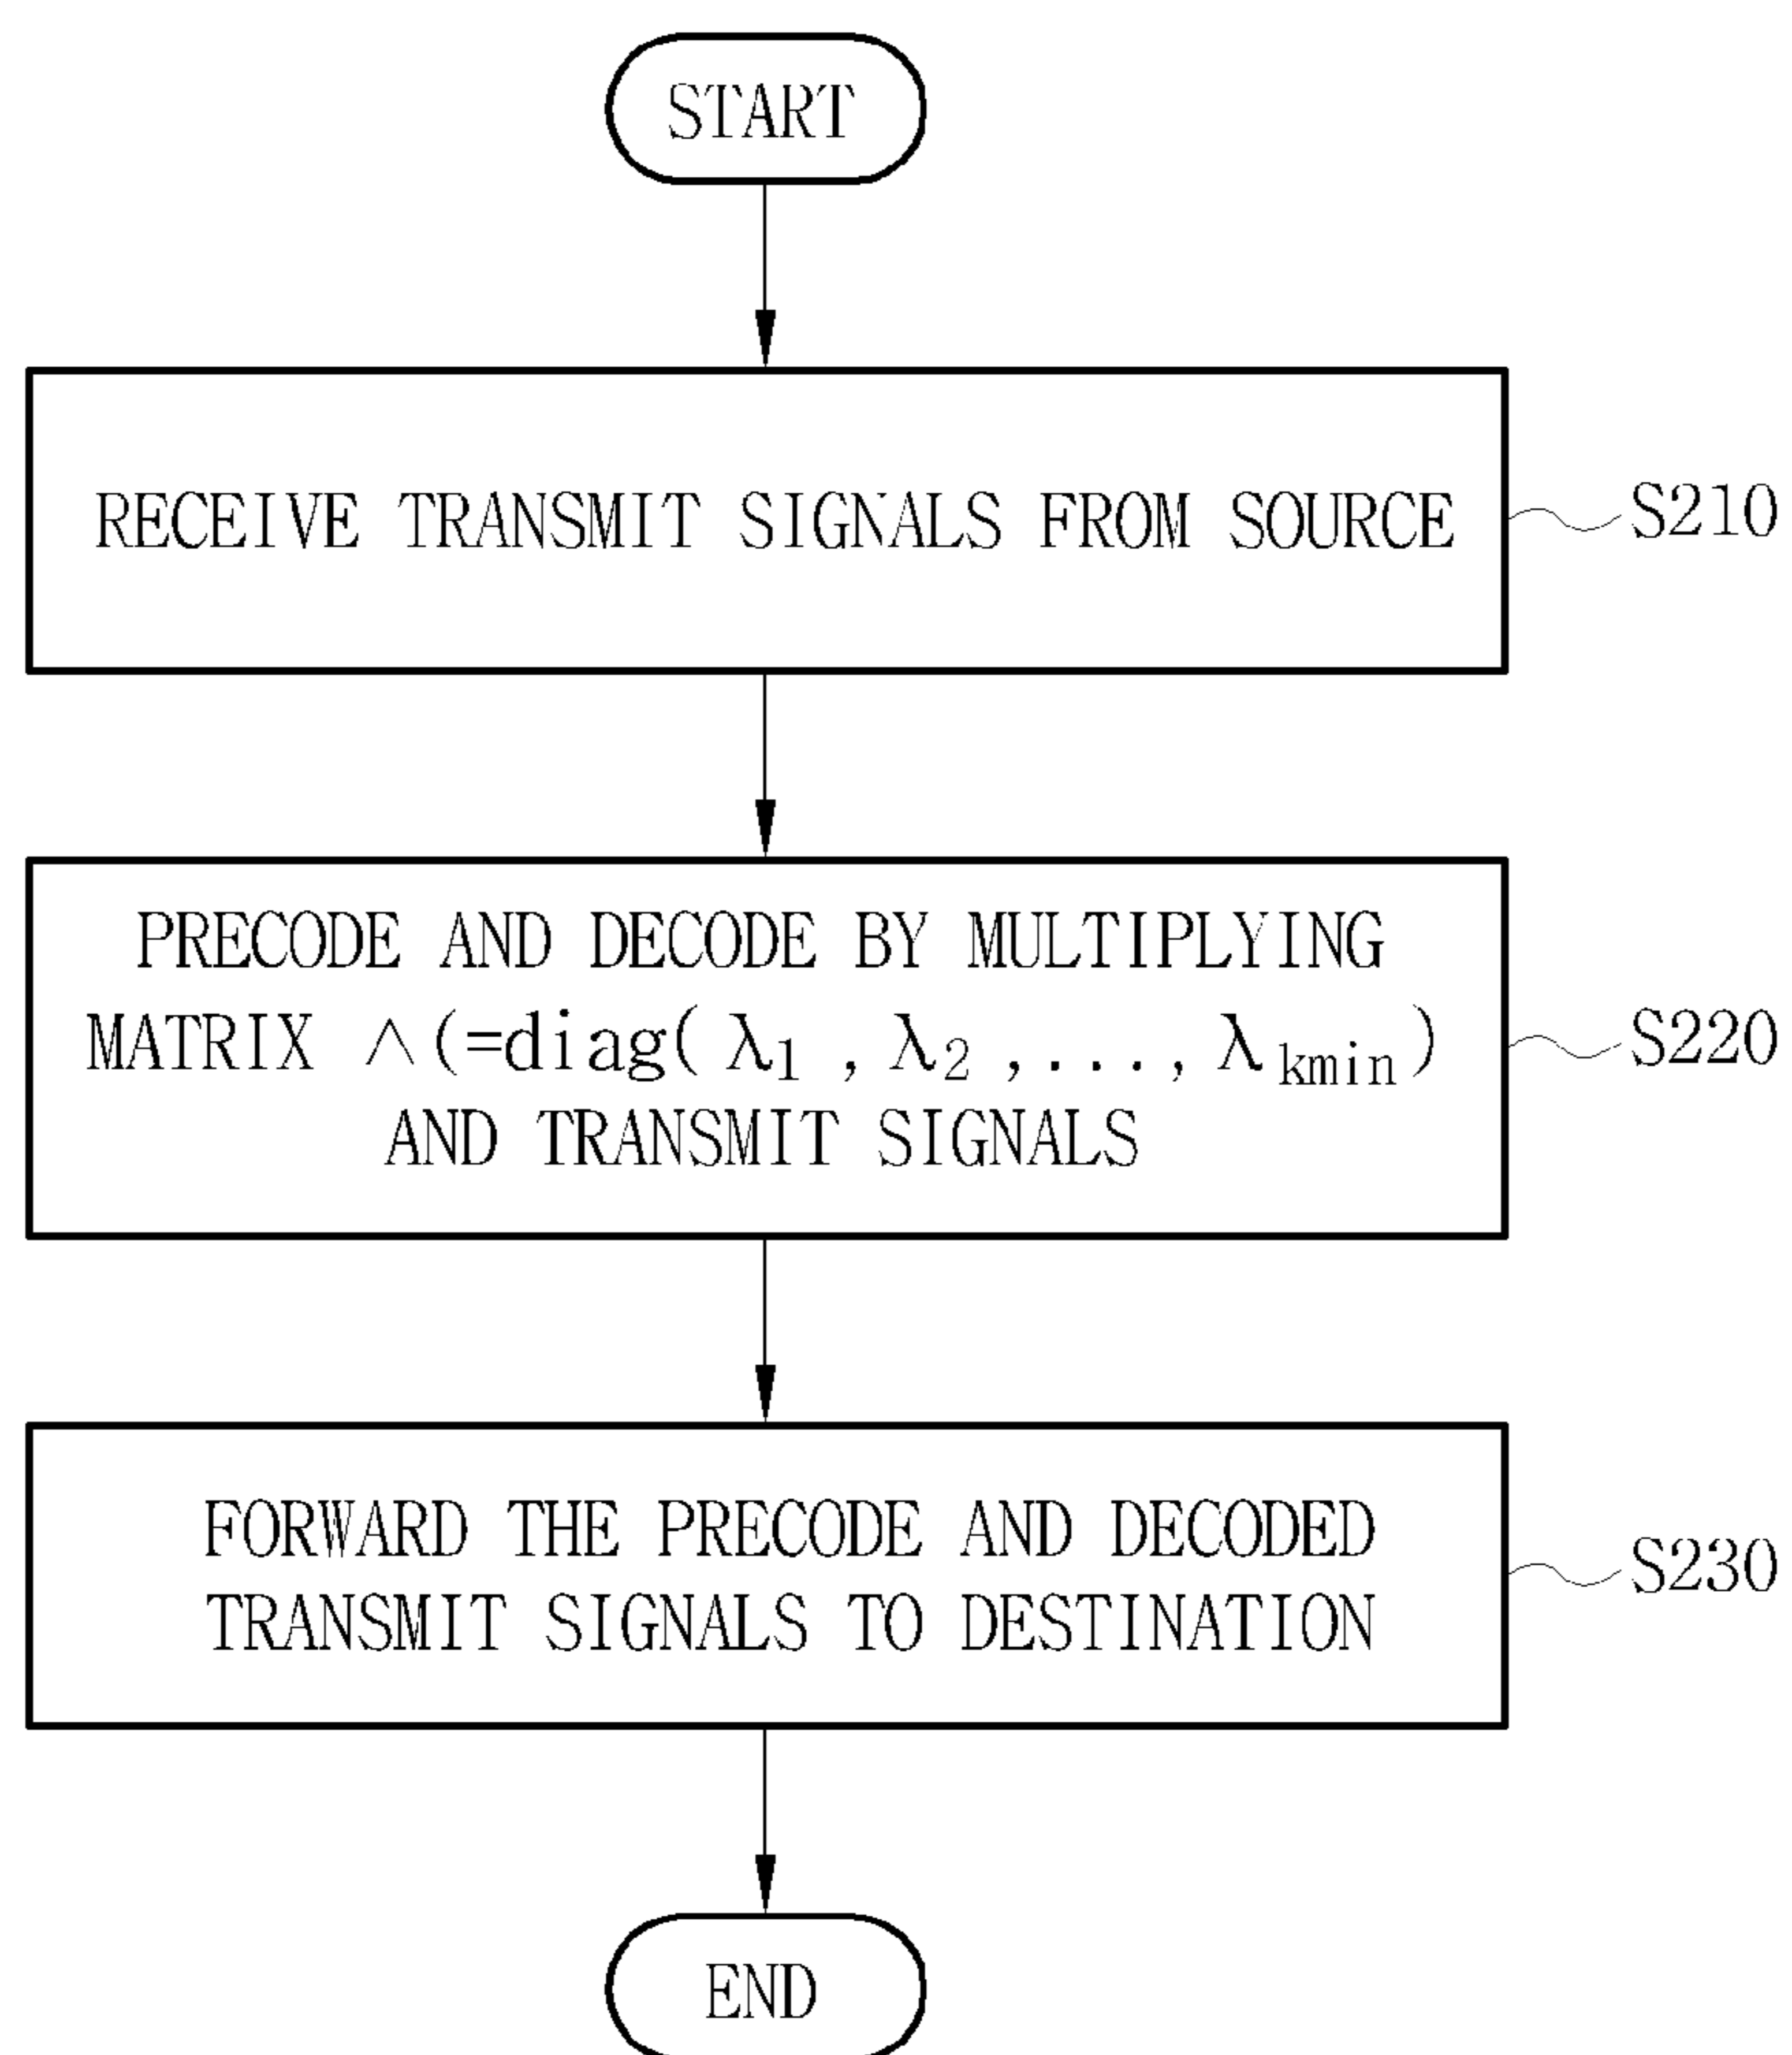 START
RECEIVE TRANSMIT SIGNALS FROM SOURCE
S210
PRECODE AND DECODE BY MULTIPLYING
MATRIX ∧(=diag(λ1 ,λ2 ,...,λkmin)
AND TRANSMIT SIGNALS
S220
FORWARD THE PRECODE AND DECODED
TRANSMIT SIGNALS TO DESTINATION
S230
END